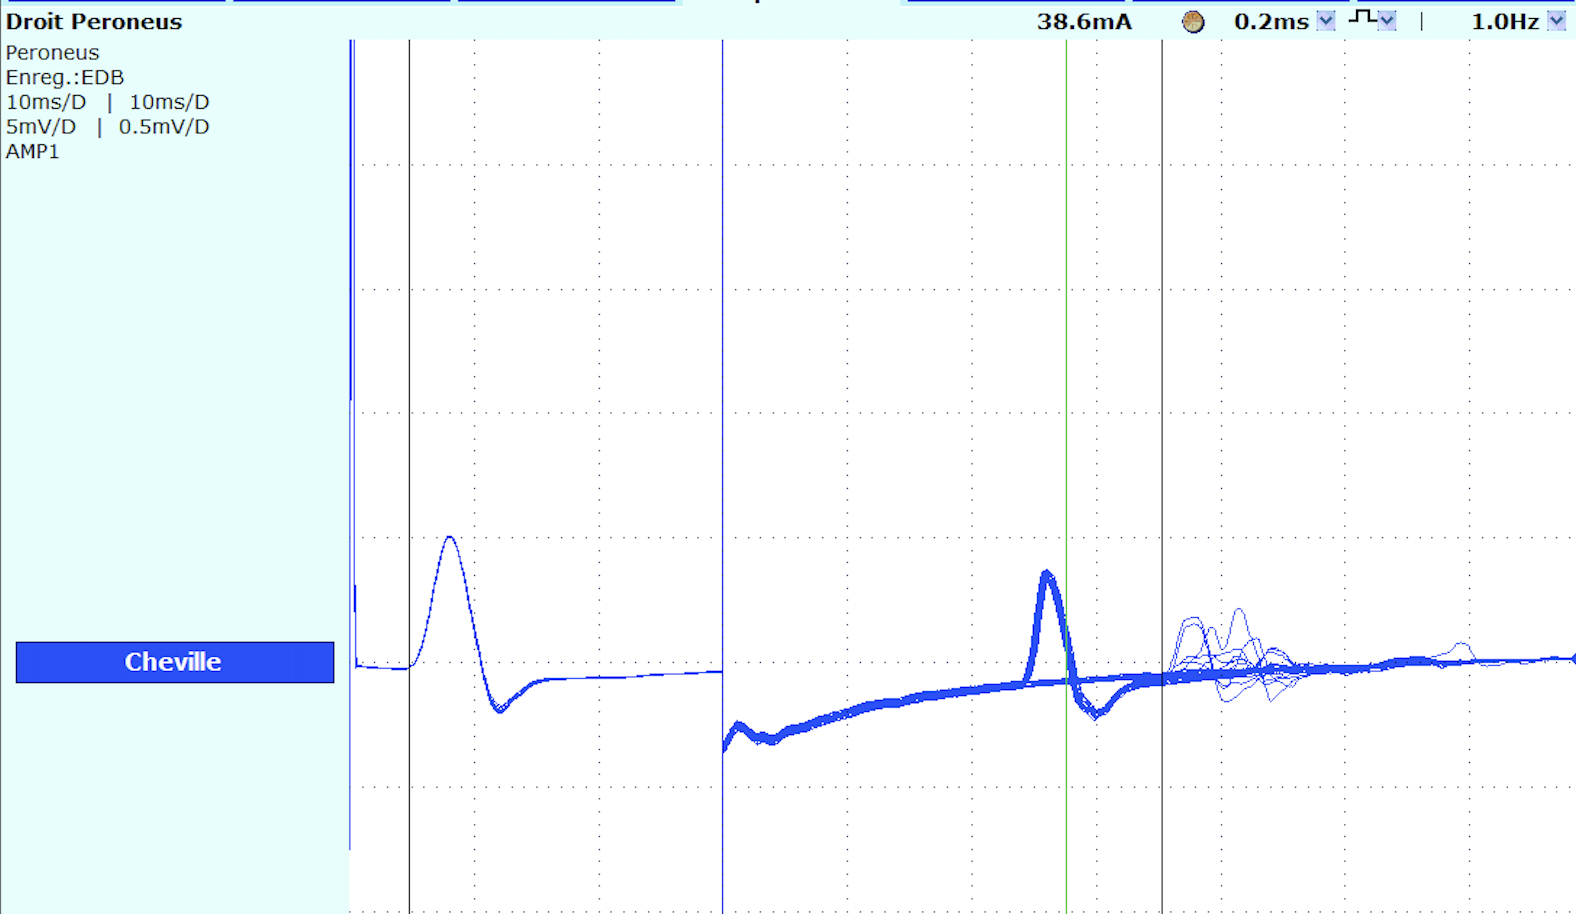 Droit Peroneus 38.6mA 0.2ms 1.0Hz
Peroneus
Enreg.:EDB
10ms/D | 10ms/D
5mV/D | 0.5mV/D
AMP1
Cheville